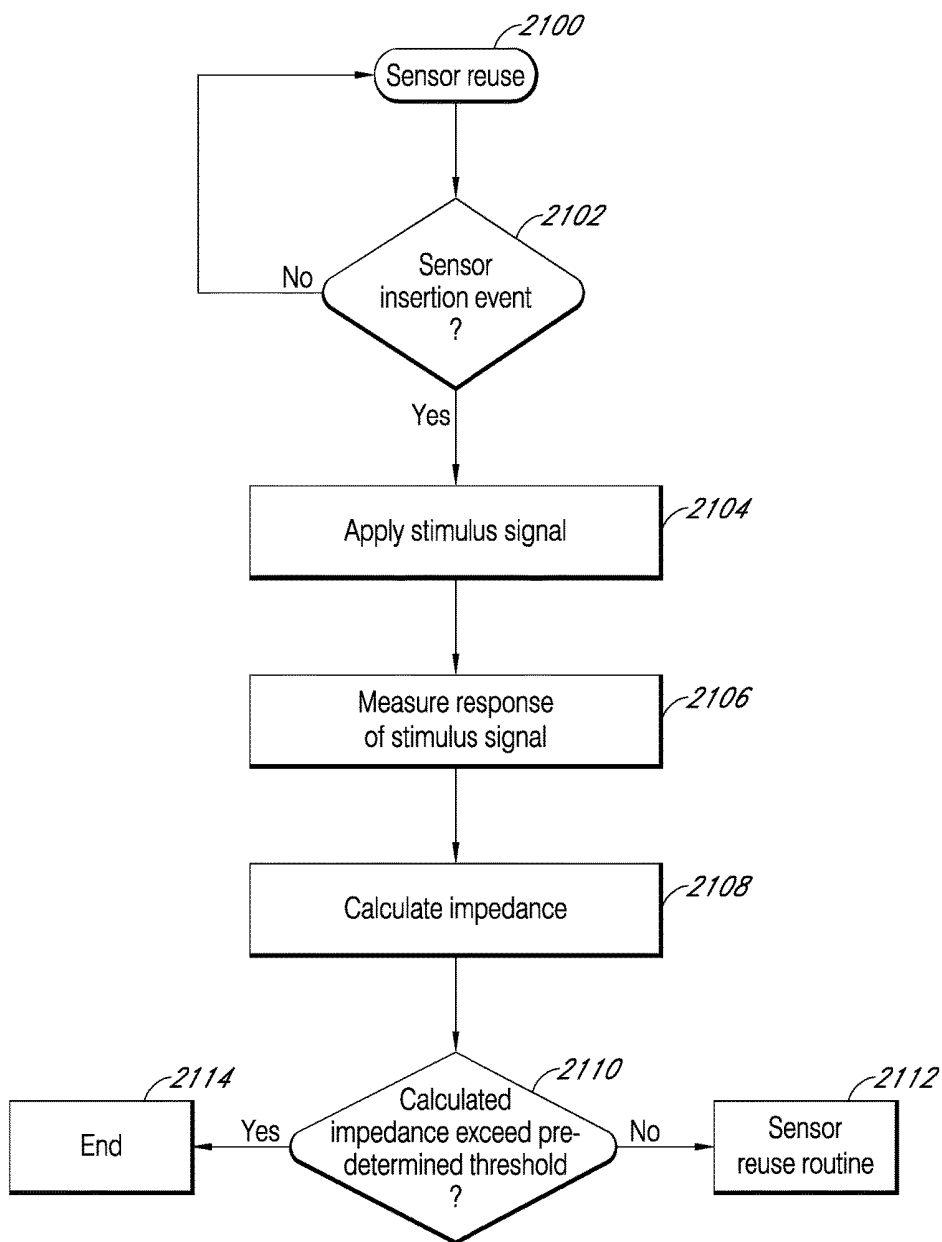 2100
Sensor reuse
2102
Sensor
insertion event
?
No
Yes
2104
Apply stimulus signal
2106
Measure response
of stimulus signal
2108
Calculate impedance
2110
Calculated
impedance exceed pre-
determined threshold
?
Yes
2114
End
No
2112
Sensor
reuse routine